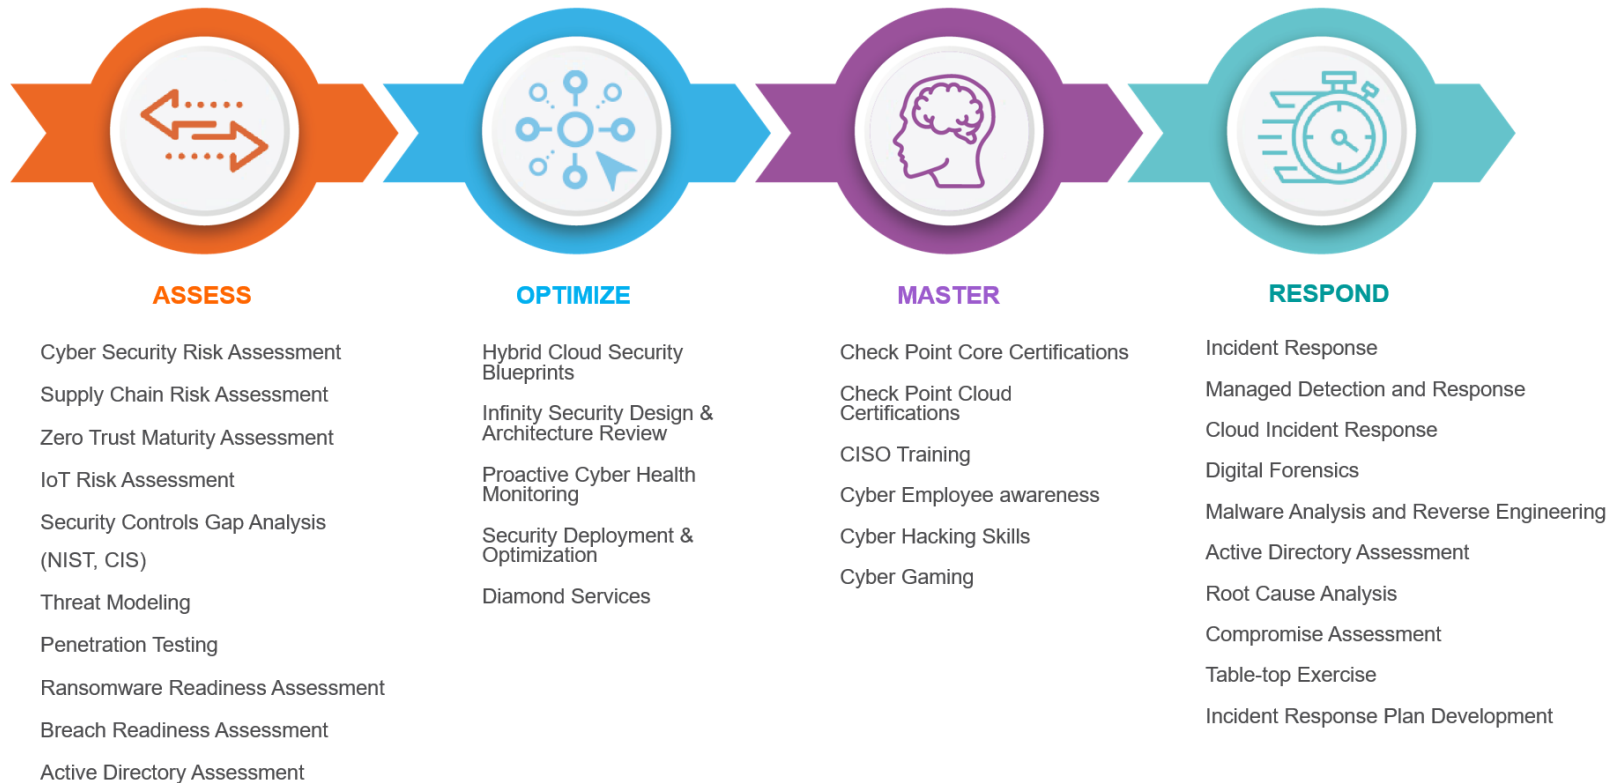 ASSESS
Cyber Security Risk Assessment
Supply Chain Risk Assessment
Zero Trust Maturity Assessment
IoT Risk Assessment
Security Controls Gap Analysis
(NIST, CIS)
Threat Modeling
Penetration Testing
Ransomware Readiness Assessment
Breach Readiness Assessment
Active Directory Assessment
OPTIMIZE
Hybrid Cloud Security
Blueprints
Infinity Security Design &
Architecture Review
Proactive Cyber Health
Monitoring
Security Deployment &
Optimization
Diamond Services
MASTER
Check Point Core Certifications
Check Point Cloud
Certifications
CISO Training
Cyber Employee awareness
Cyber Hacking Skills
Cyber Gaming
RESPOND
Incident Response
Managed Detection and Response
Cloud Incident Response
Digital Forensics
Malware Analysis and Reverse Engineering
Active Directory Assessment
Root Cause Analysis
Compromise Assessment
Table-top Exercise
Incident Response Plan Development